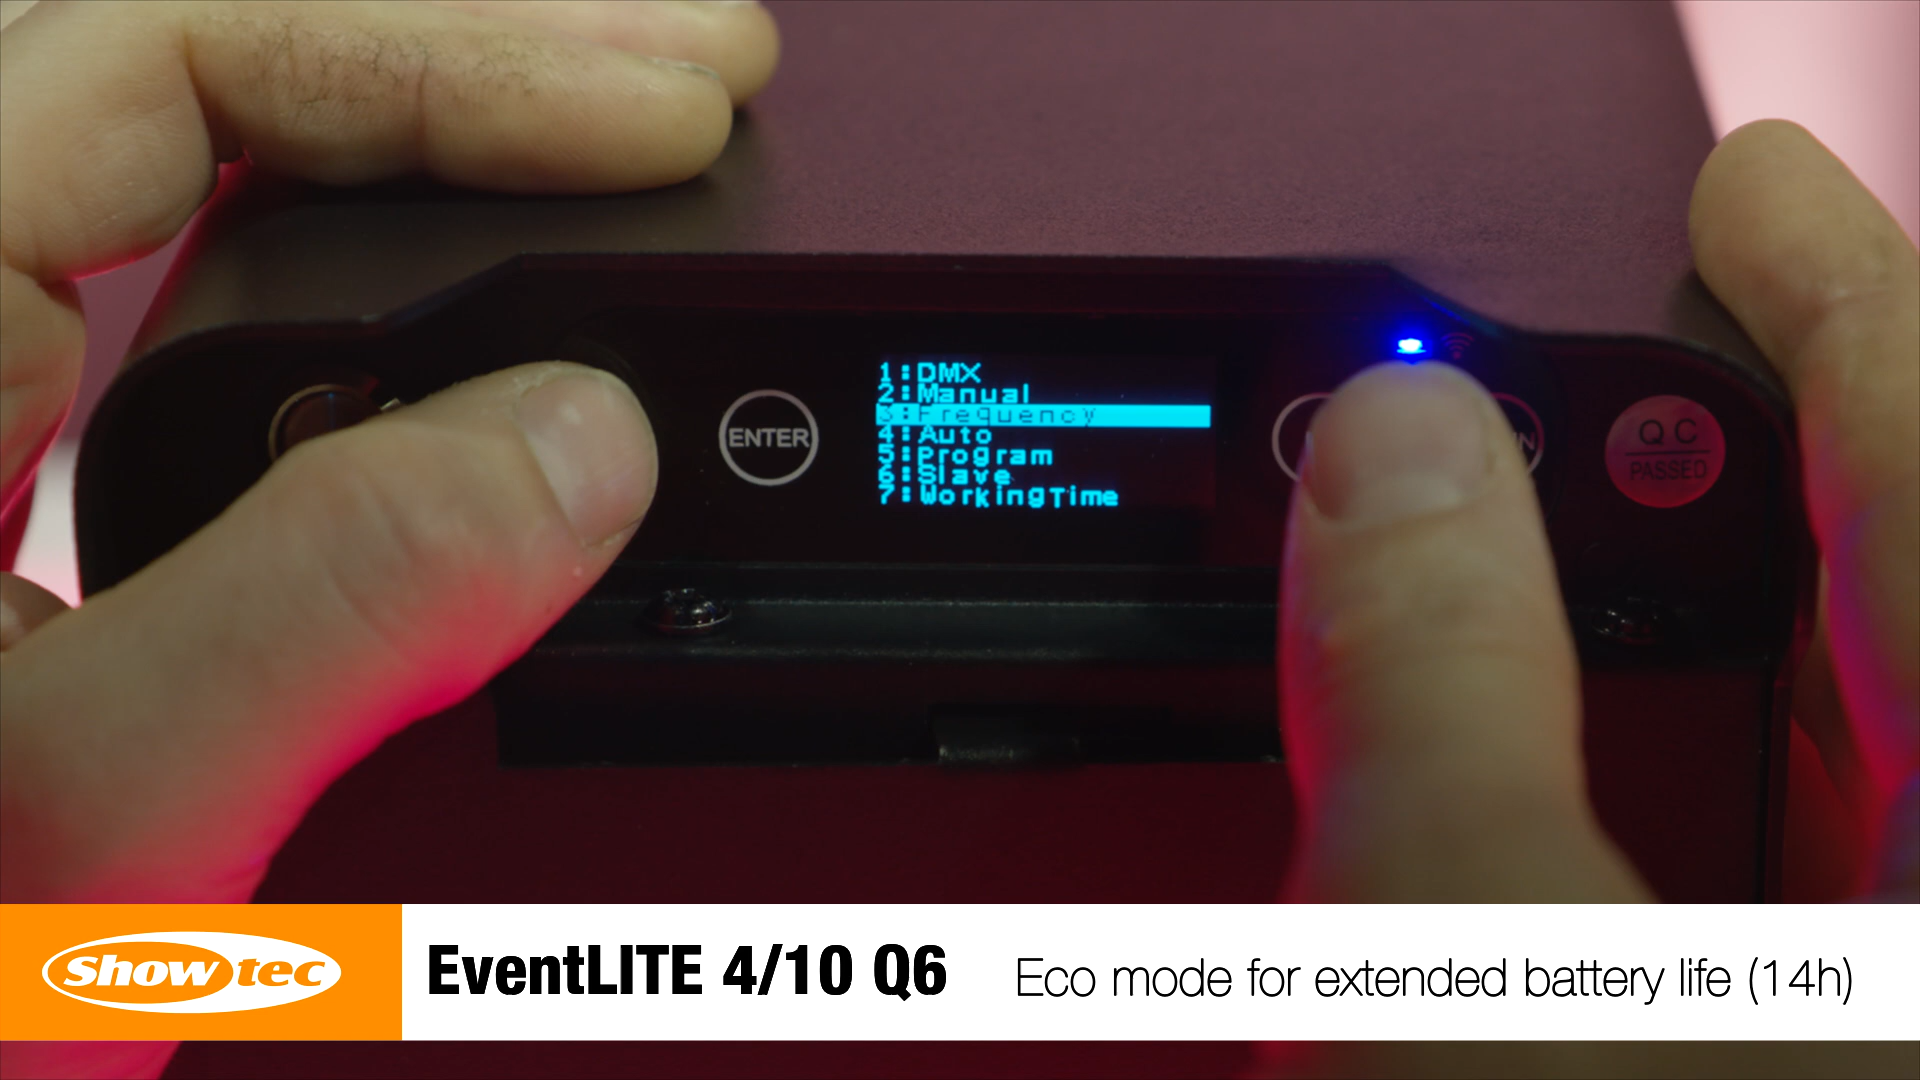 1:DMX
2:Manual
3:Frequency
4:Auto
5:Program
6:Slave
7:WorkingTime
ENTER
QC
PASSED
Showtec
EventLITE 4/10 Q6
Eco mode for extended battery life (14h)